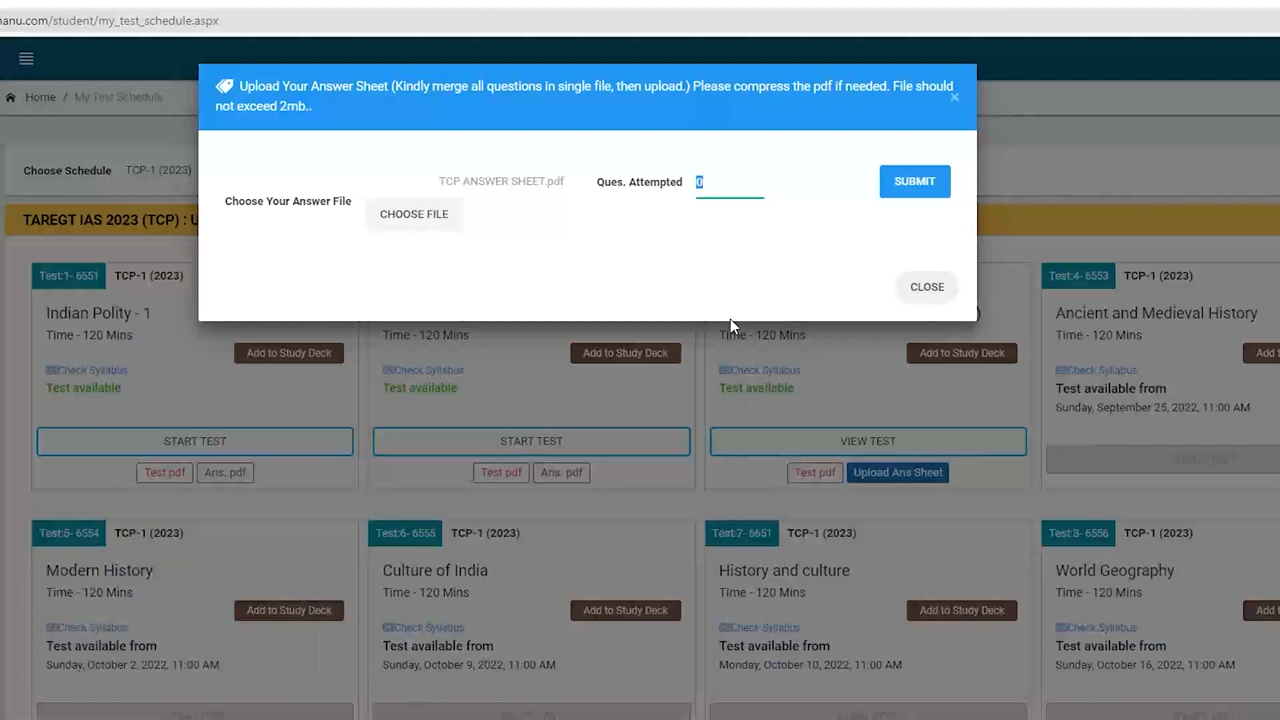 manu.com/student/my_test_schedule.aspx
Upload Your Answer Sheet (Kindly merge all questions in single file, then upload.) Please compress the pdf if needed. File should
not exceed 2mb..
×
Home / My Test Schedule
Choose Schedule TCP-1 (2023)
TCP ANSWER SHEET.pdf Ques. Attempted 0 SUBMIT
Choose Your Answer File
CHOOSE FILE
TAREGT IAS 2023 (TCP) : U
CLOSE
Test:1- 6551 TCP-1 (2023)
Indian Polity - 1
Time - 120 Mins
Add to Study Deck
Check Syllabus
Test available
START TEST
Test pdf Ans. pdf
Add to Study Deck
Check Syllabus
Test available
START TEST
Test pdf Ans. pdf
)
Add to Study Deck
Check Syllabus
Test available
VIEW TEST
Test pdf Upload Ans Sheet
Test:4- 6553 TCP-1 (2023)
Ancient and Medieval History
Time - 120 Mins
Add t
Check Syllabus
Test available from
Sunday, September 25, 2022, 11:00 AM
Test:5- 6554 TCP-1 (2023)
Modern History
Time - 120 Mins
Add to Study Deck
Check Syllabus
Test available from
Sunday, October 2, 2022, 11:00 AM
Test:6- 6555 TCP-1 (2023)
Culture of India
Time - 120 Mins
Add to Study Deck
Check Syllabus
Test available from
Sunday, October 9, 2022, 11:00 AM
Test:7- 6651 TCP-1 (2023)
History and culture
Time - 120 Mins
Add to Study Deck
Check Syllabus
Test available from
Monday, October 10, 2022, 11:00 AM
Test:8- 6556 TCP-1 (2023)
World Geography
Time - 120 Mins
Add t
Check Syllabus
Test available from
Sunday, October 16, 2022, 11:00 AM